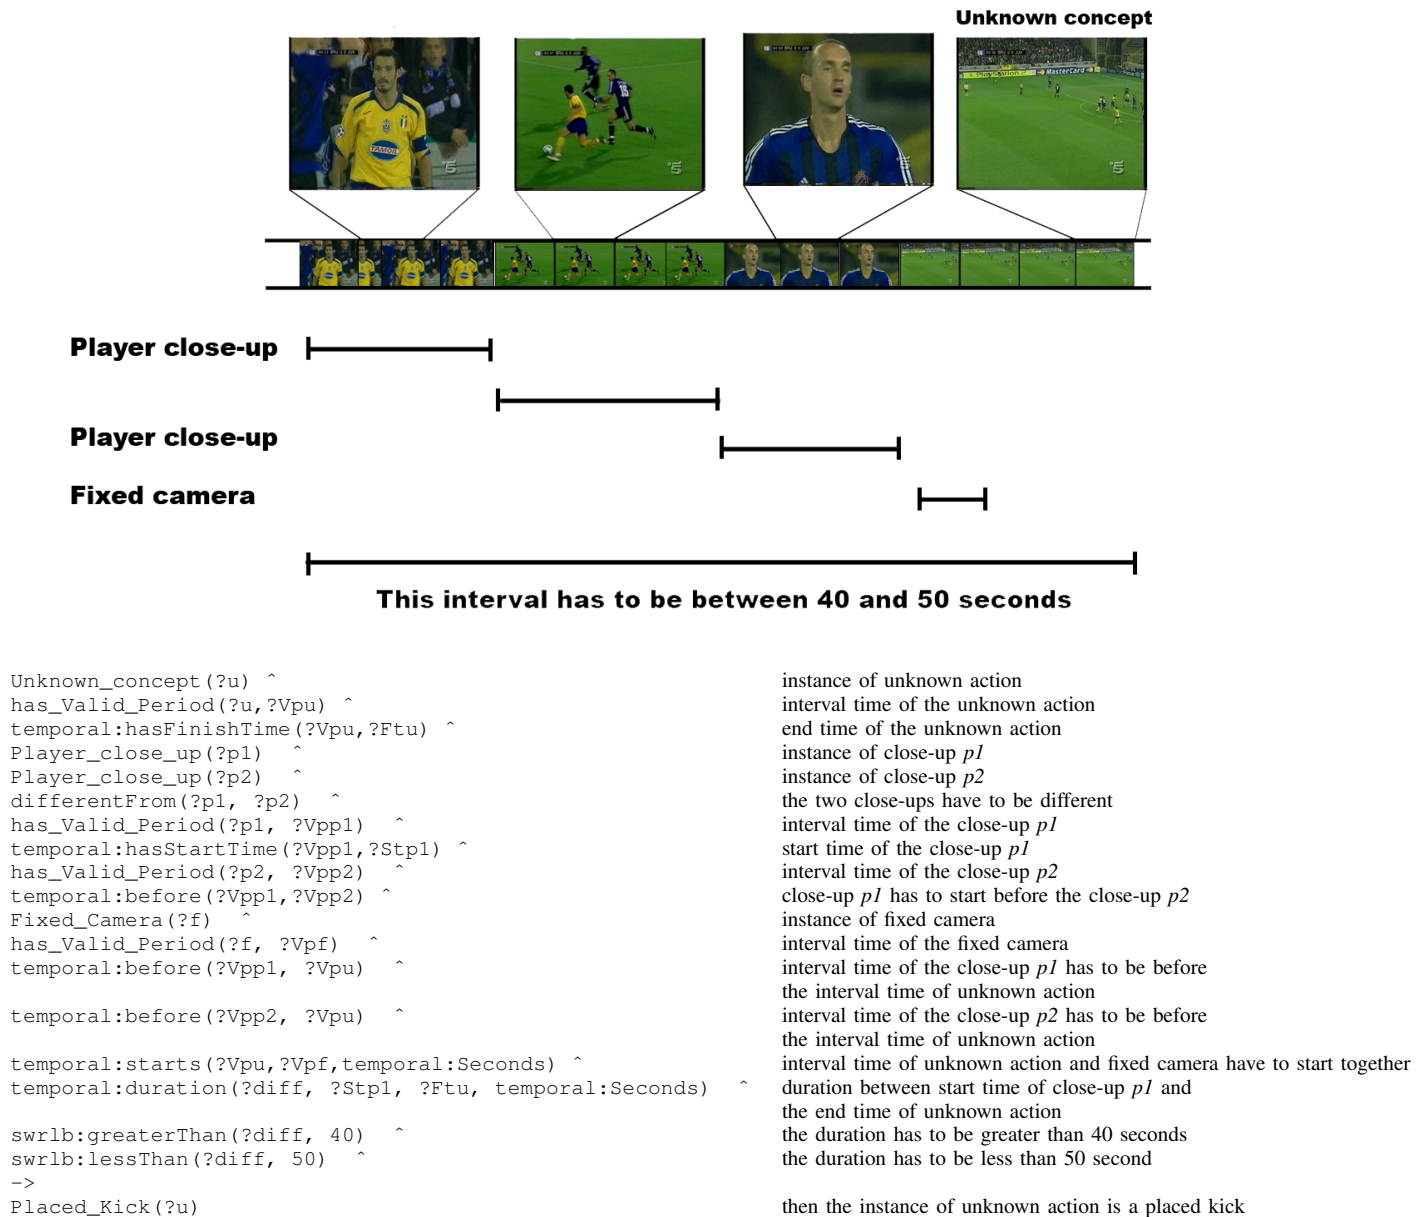 Unknown concept
TAMOIL
5
15
5
5
PlayStation
MasterCard
5
Player close-up
Player close-up
Fixed camera
This interval has to be between 40 and 50 seconds
Unknown_concept(?u) ˆ instance of unknown action
has_Valid_Period(?u,?Vpu) ˆ interval time of the unknown action
temporal:hasFinishTime(?Vpu,?Ftu) ˆ end time of the unknown action
Player_close_up(?p1) ˆ instance of close-up p1
Player_close_up(?p2) ˆ instance of close-up p2
differentFrom(?p1, ?p2) ˆ the two close-ups have to be different
has_Valid_Period(?p1, ?Vpp1) ˆ interval time of the close-up p1
temporal:hasStartTime(?Vpp1,?Stp1) ˆ start time of the close-up p1
has_Valid_Period(?p2, ?Vpp2) ˆ interval time of the close-up p2
temporal:before(?Vpp1,?Vpp2) ˆ close-up p1 has to start before the close-up p2
Fixed_Camera(?f) ˆ instance of fixed camera
has_Valid_Period(?f, ?Vpf) ˆ interval time of the fixed camera
temporal:before(?Vpp1, ?Vpu) ˆ interval time of the close-up p1 has to be before
the interval time of unknown action
temporal:before(?Vpp2, ?Vpu) ˆ interval time of the close-up p2 has to be before
the interval time of unknown action
temporal:starts(?Vpu,?Vpf,temporal:Seconds) ˆ interval time of unknown action and fixed camera have to start together
temporal:duration(?diff, ?Stp1, ?Ftu, temporal:Seconds) ˆ duration between start time of close-up p1 and
the end time of unknown action
swrlb:greaterThan(?diff, 40) ˆ the duration has to be greater than 40 seconds
swrlb:lessThan(?diff, 50) ˆ the duration has to be less than 50 second
->
Placed_Kick(?u) then the instance of unknown action is a placed kick